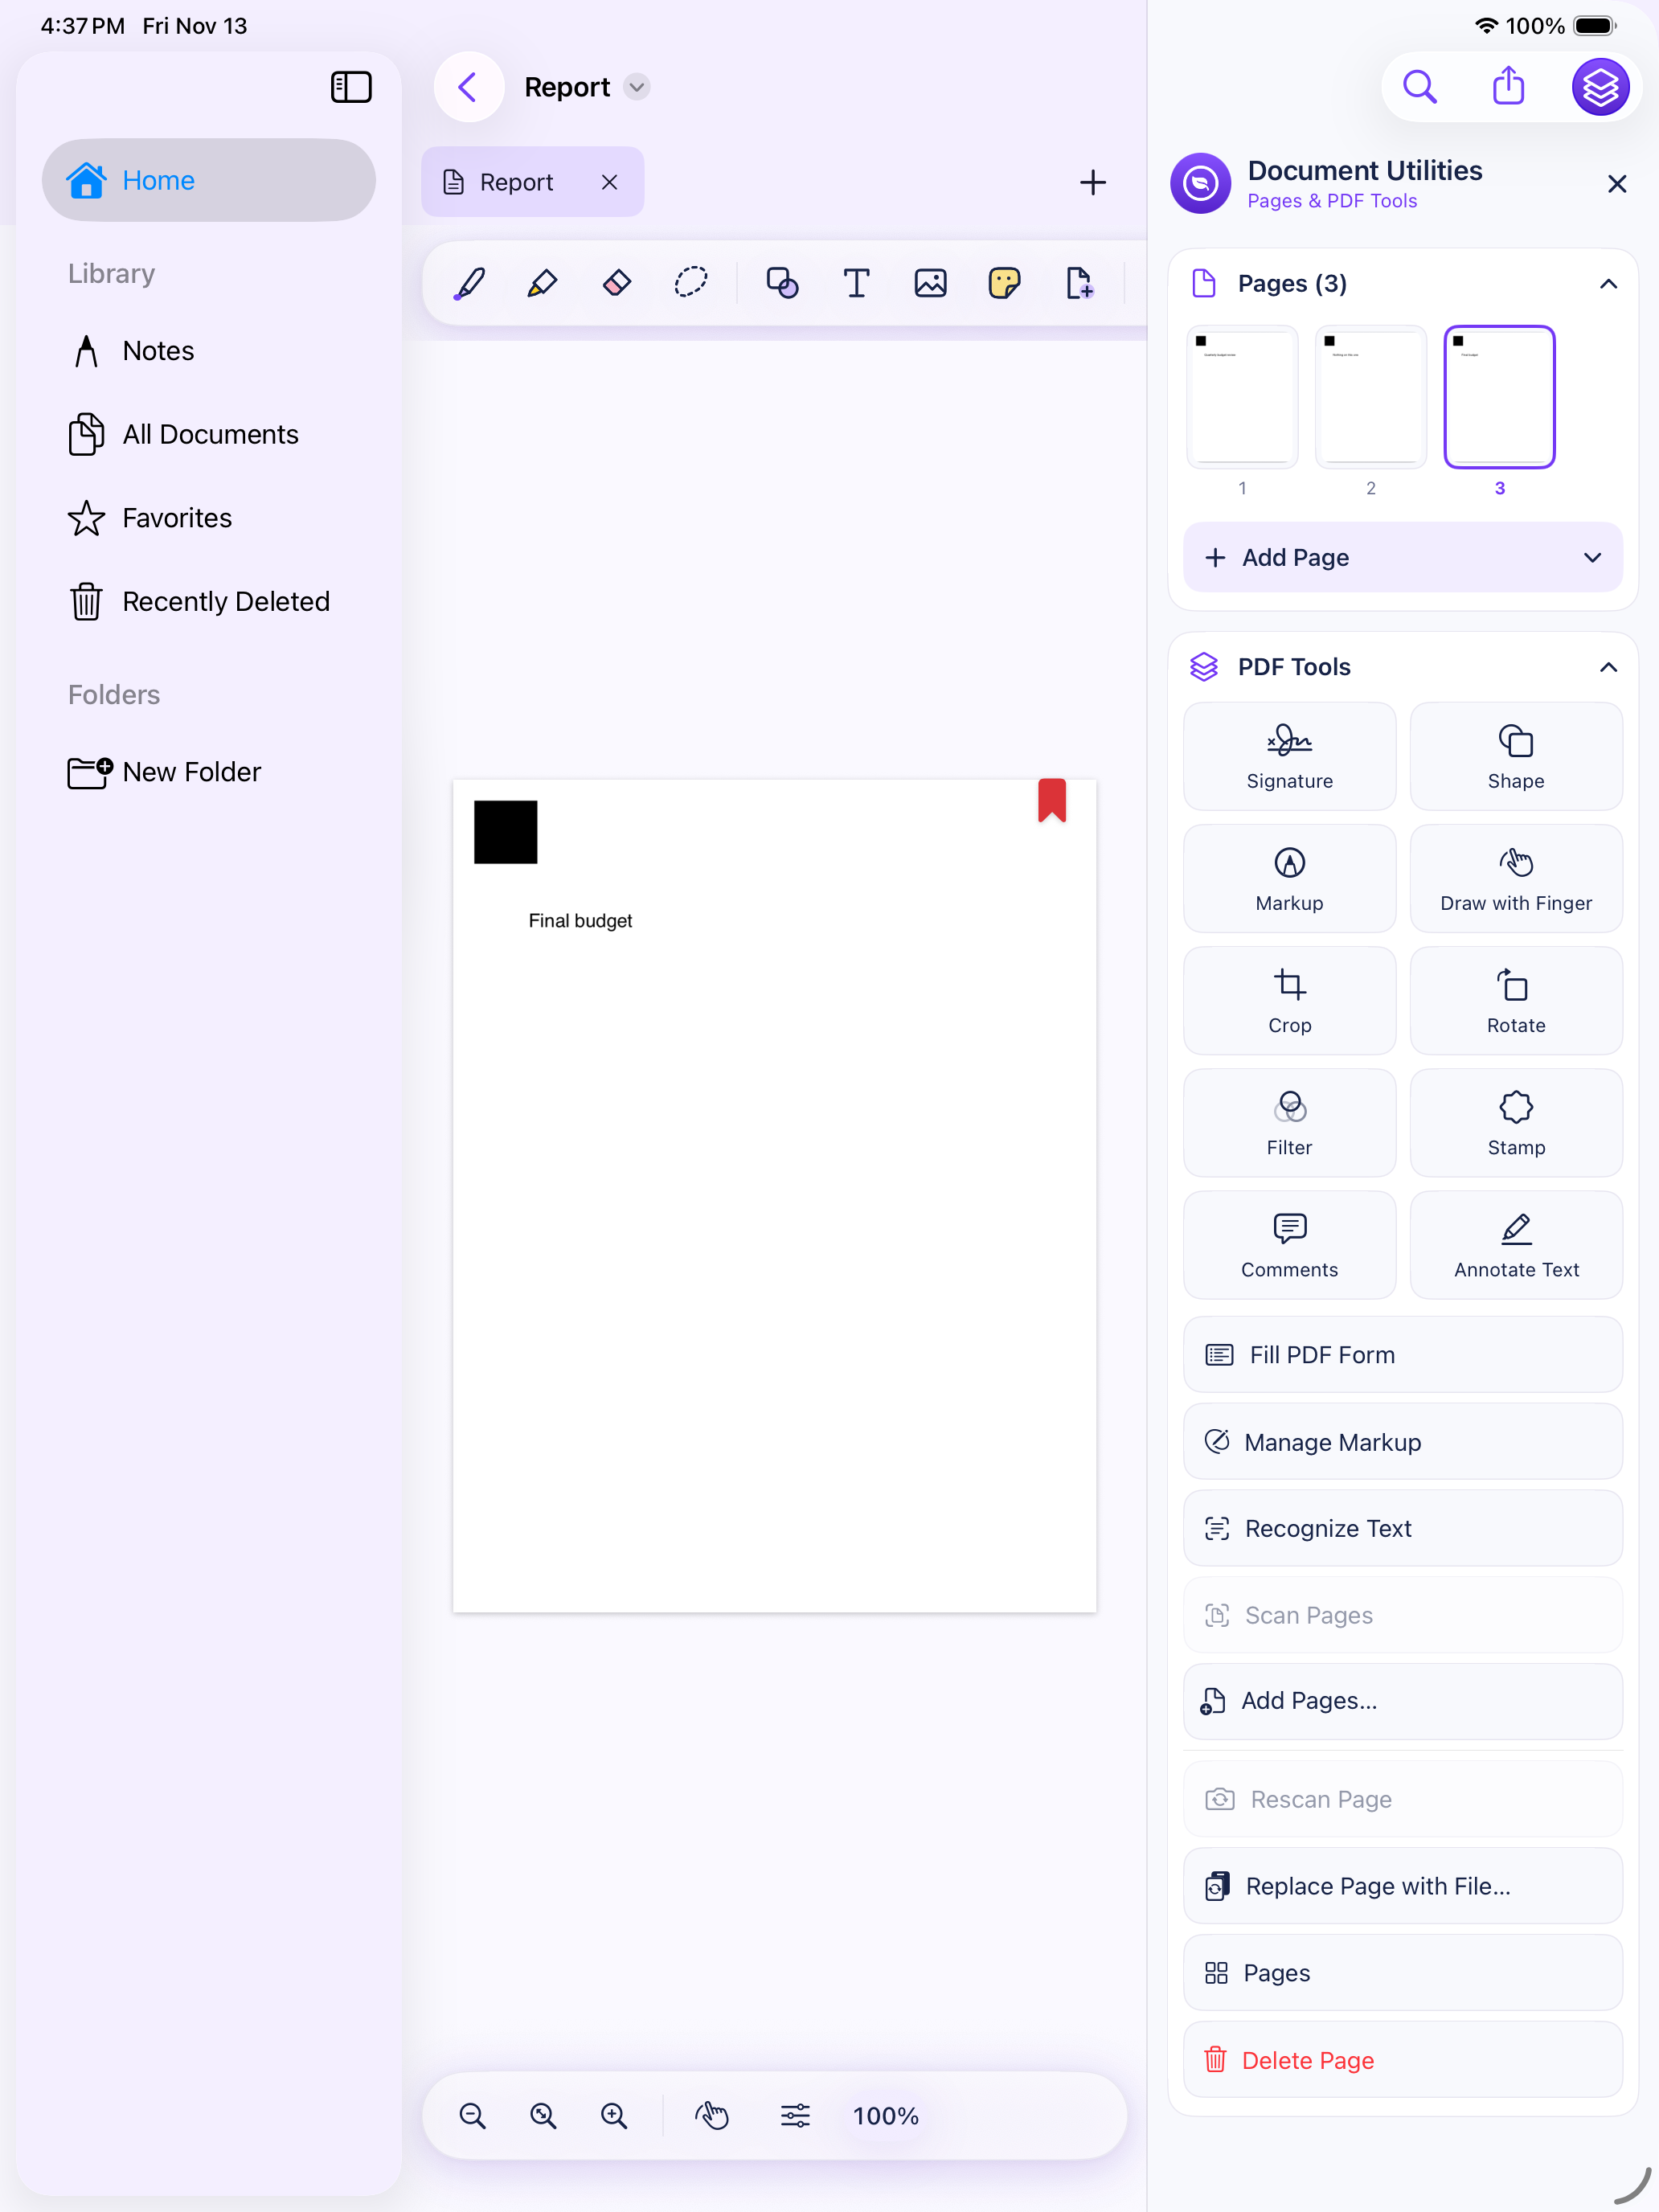 4:37 PM Fri Nov 13
100%
Home
Library
Notes
All Documents
Favorites
Recently Deleted
Folders
New Folder
Report
Report
Final budget
100%
Document Utilities
Pages & PDF Tools
Pages (3)
Final budget
1
2
3
Add Page
PDF Tools
Signature
Shape
Markup
Draw with Finger
Crop
Rotate
Filter
Stamp
Comments
Annotate Text
Fill PDF Form
Manage Markup
Recognize Text
Scan Pages
Add Pages...
Rescan Page
Replace Page with File...
Pages
Delete Page